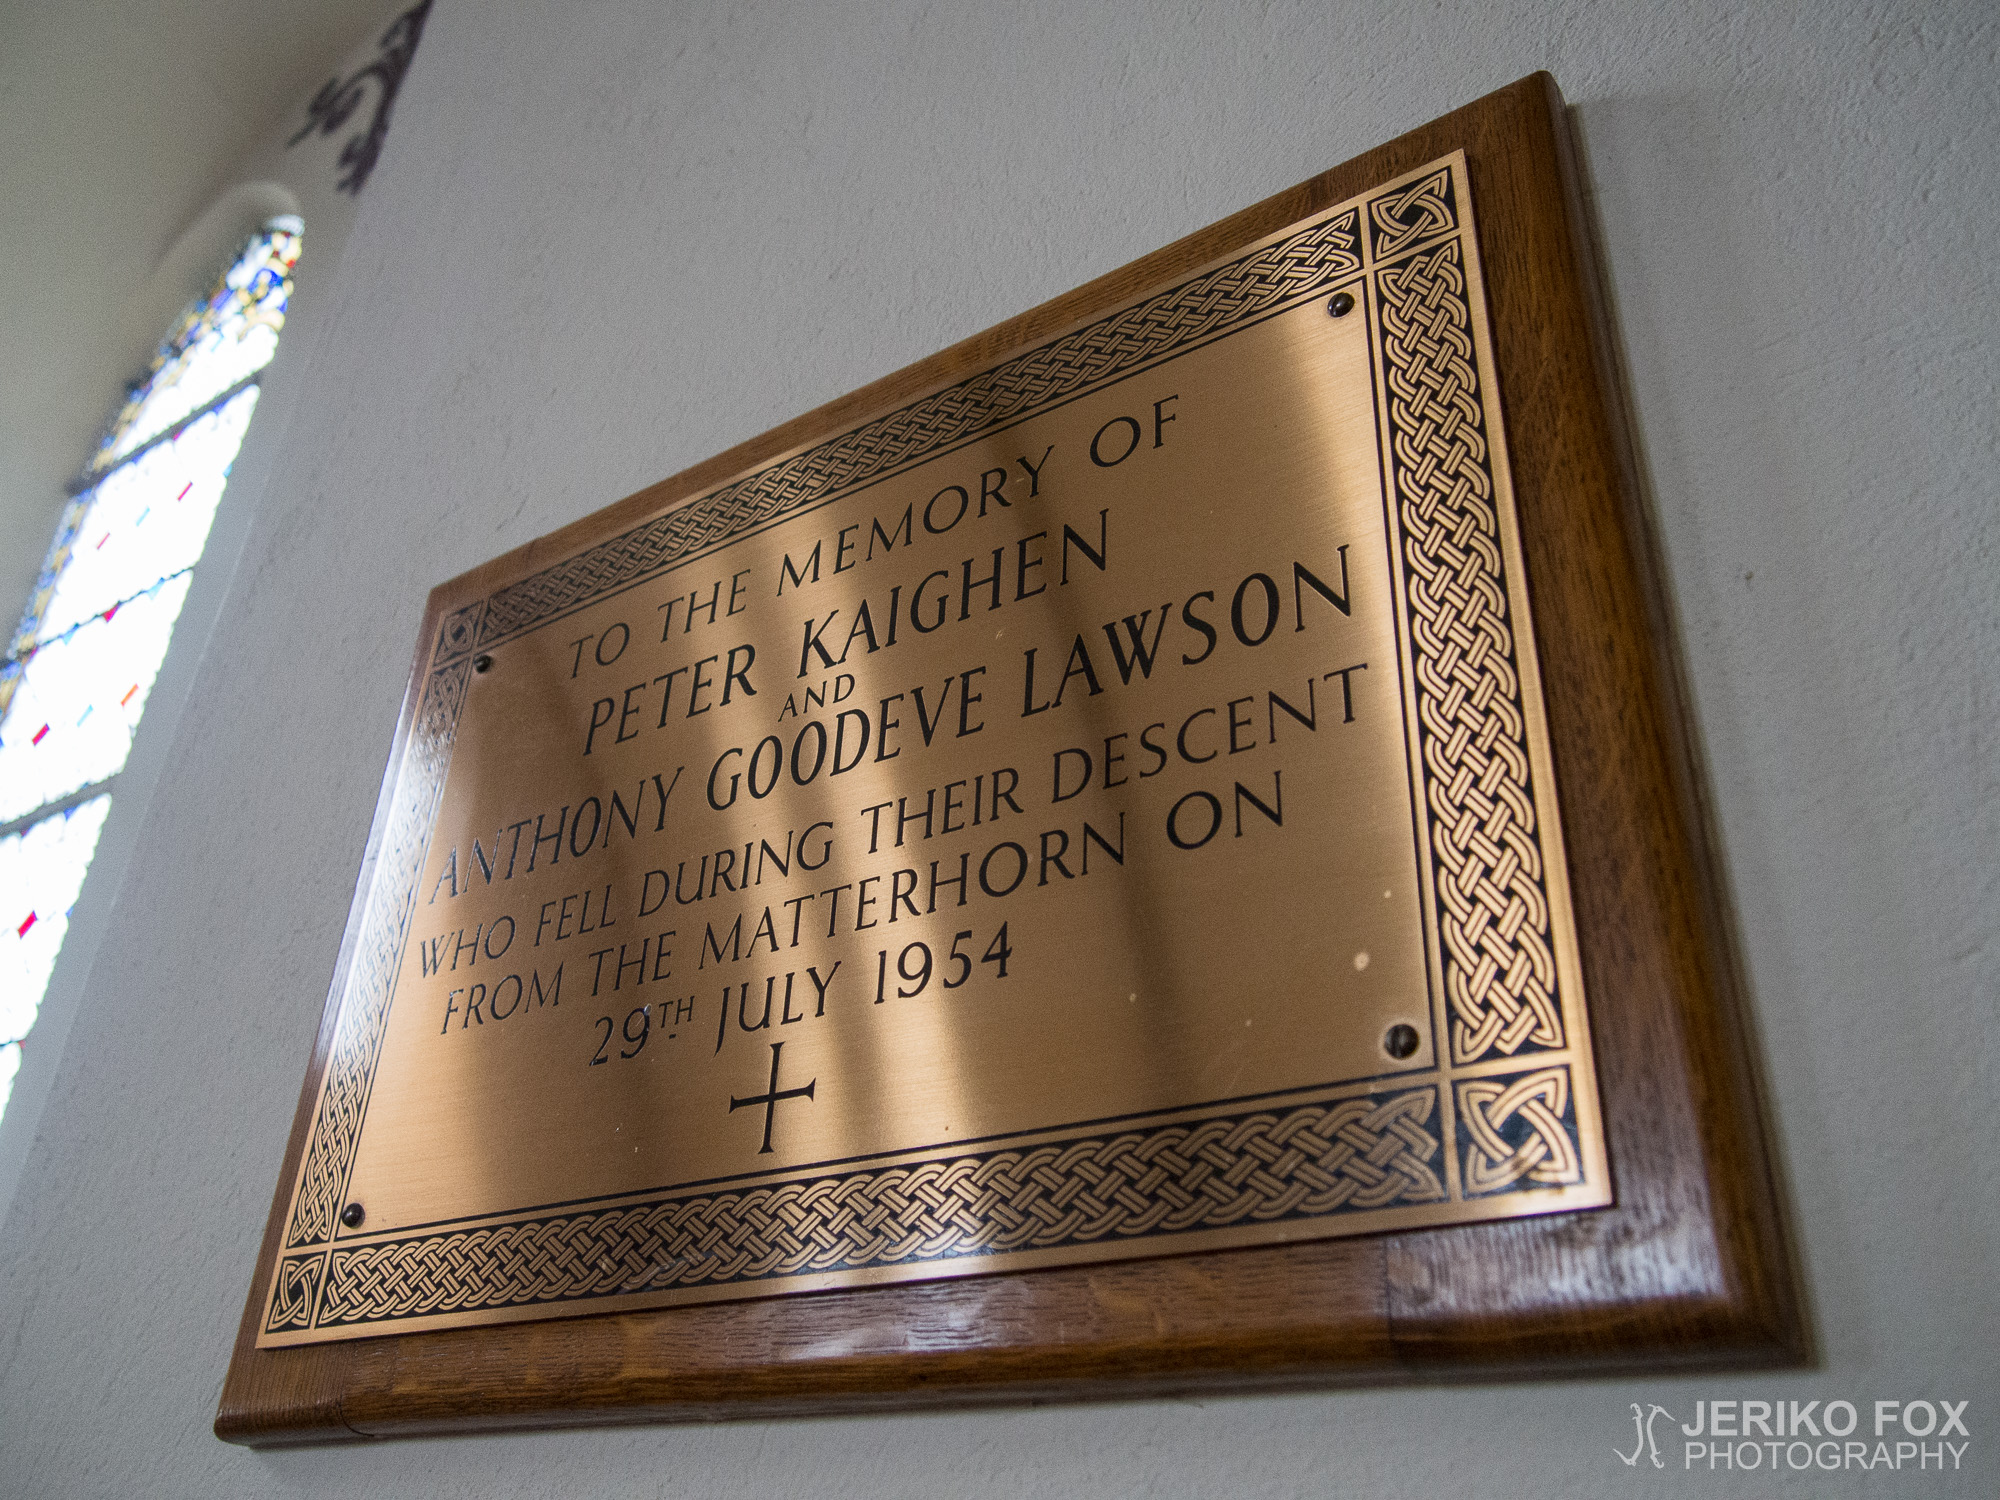 TO THE MEMORY OF
PETER KAIGHEN
AND
ANTHONY GOODEVE LAWSON
WHO FELL DURING THEIR DESCENT
FROM THE MATTERHORN ON
29TH JULY 1954
JERIKO FOX
PHOTOGRAPHY